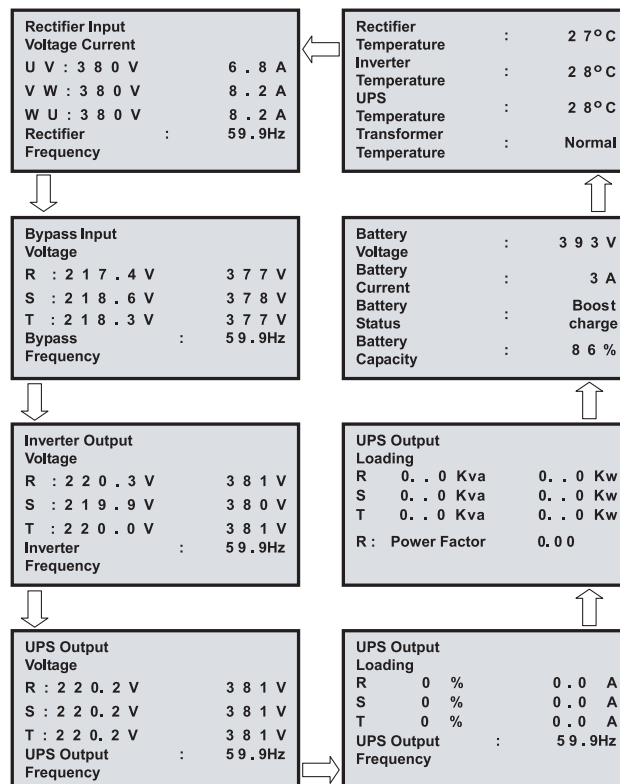 Rectifier Input
Voltage Current
U V : 3 8 0 V 6 . 8 A
V W : 3 8 0 V 8 . 2 A
W U : 3 8 0 V 8 . 2 A
Rectifier : 59.9Hz
Frequency
Bypass Input
Voltage
R : 2 1 7 . 4 V 3 7 7 V
S : 2 1 8 . 6 V 3 7 8 V
T : 2 1 8 . 3 V 3 7 7 V
Bypass : 59.9Hz
Frequency
Inverter Output
Voltage
R : 2 2 0 . 3 V 3 8 1 V
S : 2 1 9 . 9 V 3 8 0 V
T : 2 2 0 . 0 V 3 8 1 V
Inverter : 59.9Hz
Frequency
UPS Output
Voltage
R : 2 2 0 . 2 V 3 8 1 V
S : 2 2 0 . 2 V 3 8 1 V
T : 2 2 0 . 2 V 3 8 1 V
UPS Output : 59.9Hz
Frequency
UPS Output
Loading
R 0 % 0 . 0 A
S 0 % 0 . 0 A
T 0 % 0 . 0 A
UPS Output : 59.9Hz
Frequency
UPS Output
Loading
R 0. . 0 Kva 0. . 0 Kw
S 0. . 0 Kva 0. . 0 Kw
T 0. . 0 Kva 0. . 0 Kw
R : Power Factor 0.00
Battery
Voltage : 3 9 3 V
Battery
Current : 3 A
Battery Boost
Status : charge
Battery
Capacity : 8 6 %
Rectifier
Temperature : 2 7°C
Inverter
Temperature : 2 8°C
UPS
Temperature : 2 8°C
Transformer
Temperature : Normal